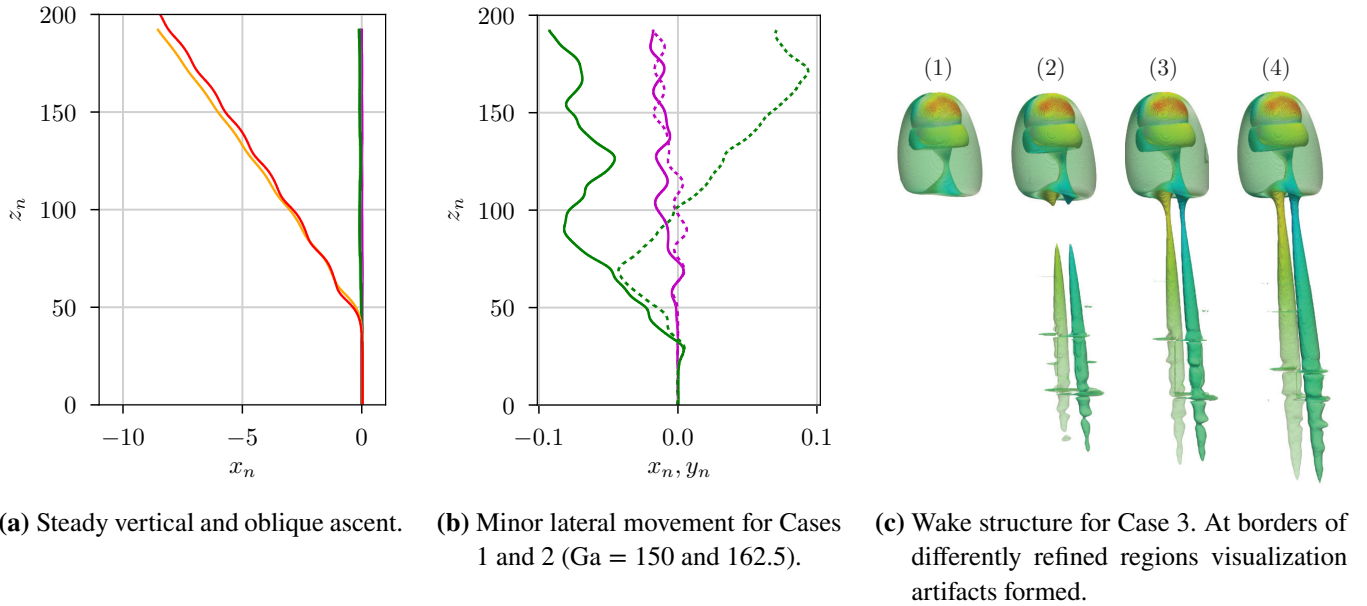 200
150
100
50
0
z_n
−10
−5
0
x_n
200
150
100
50
0
z_n
−0.1
0.0
0.1
x_n, y_n
(1)
(2)
(3)
(4)
(a) Steady vertical and oblique ascent.
(b) Minor lateral movement for Cases
1 and 2 (Ga = 150 and 162.5).
(c) Wake structure for Case 3. At borders of
differently refined regions visualization
artifacts formed.